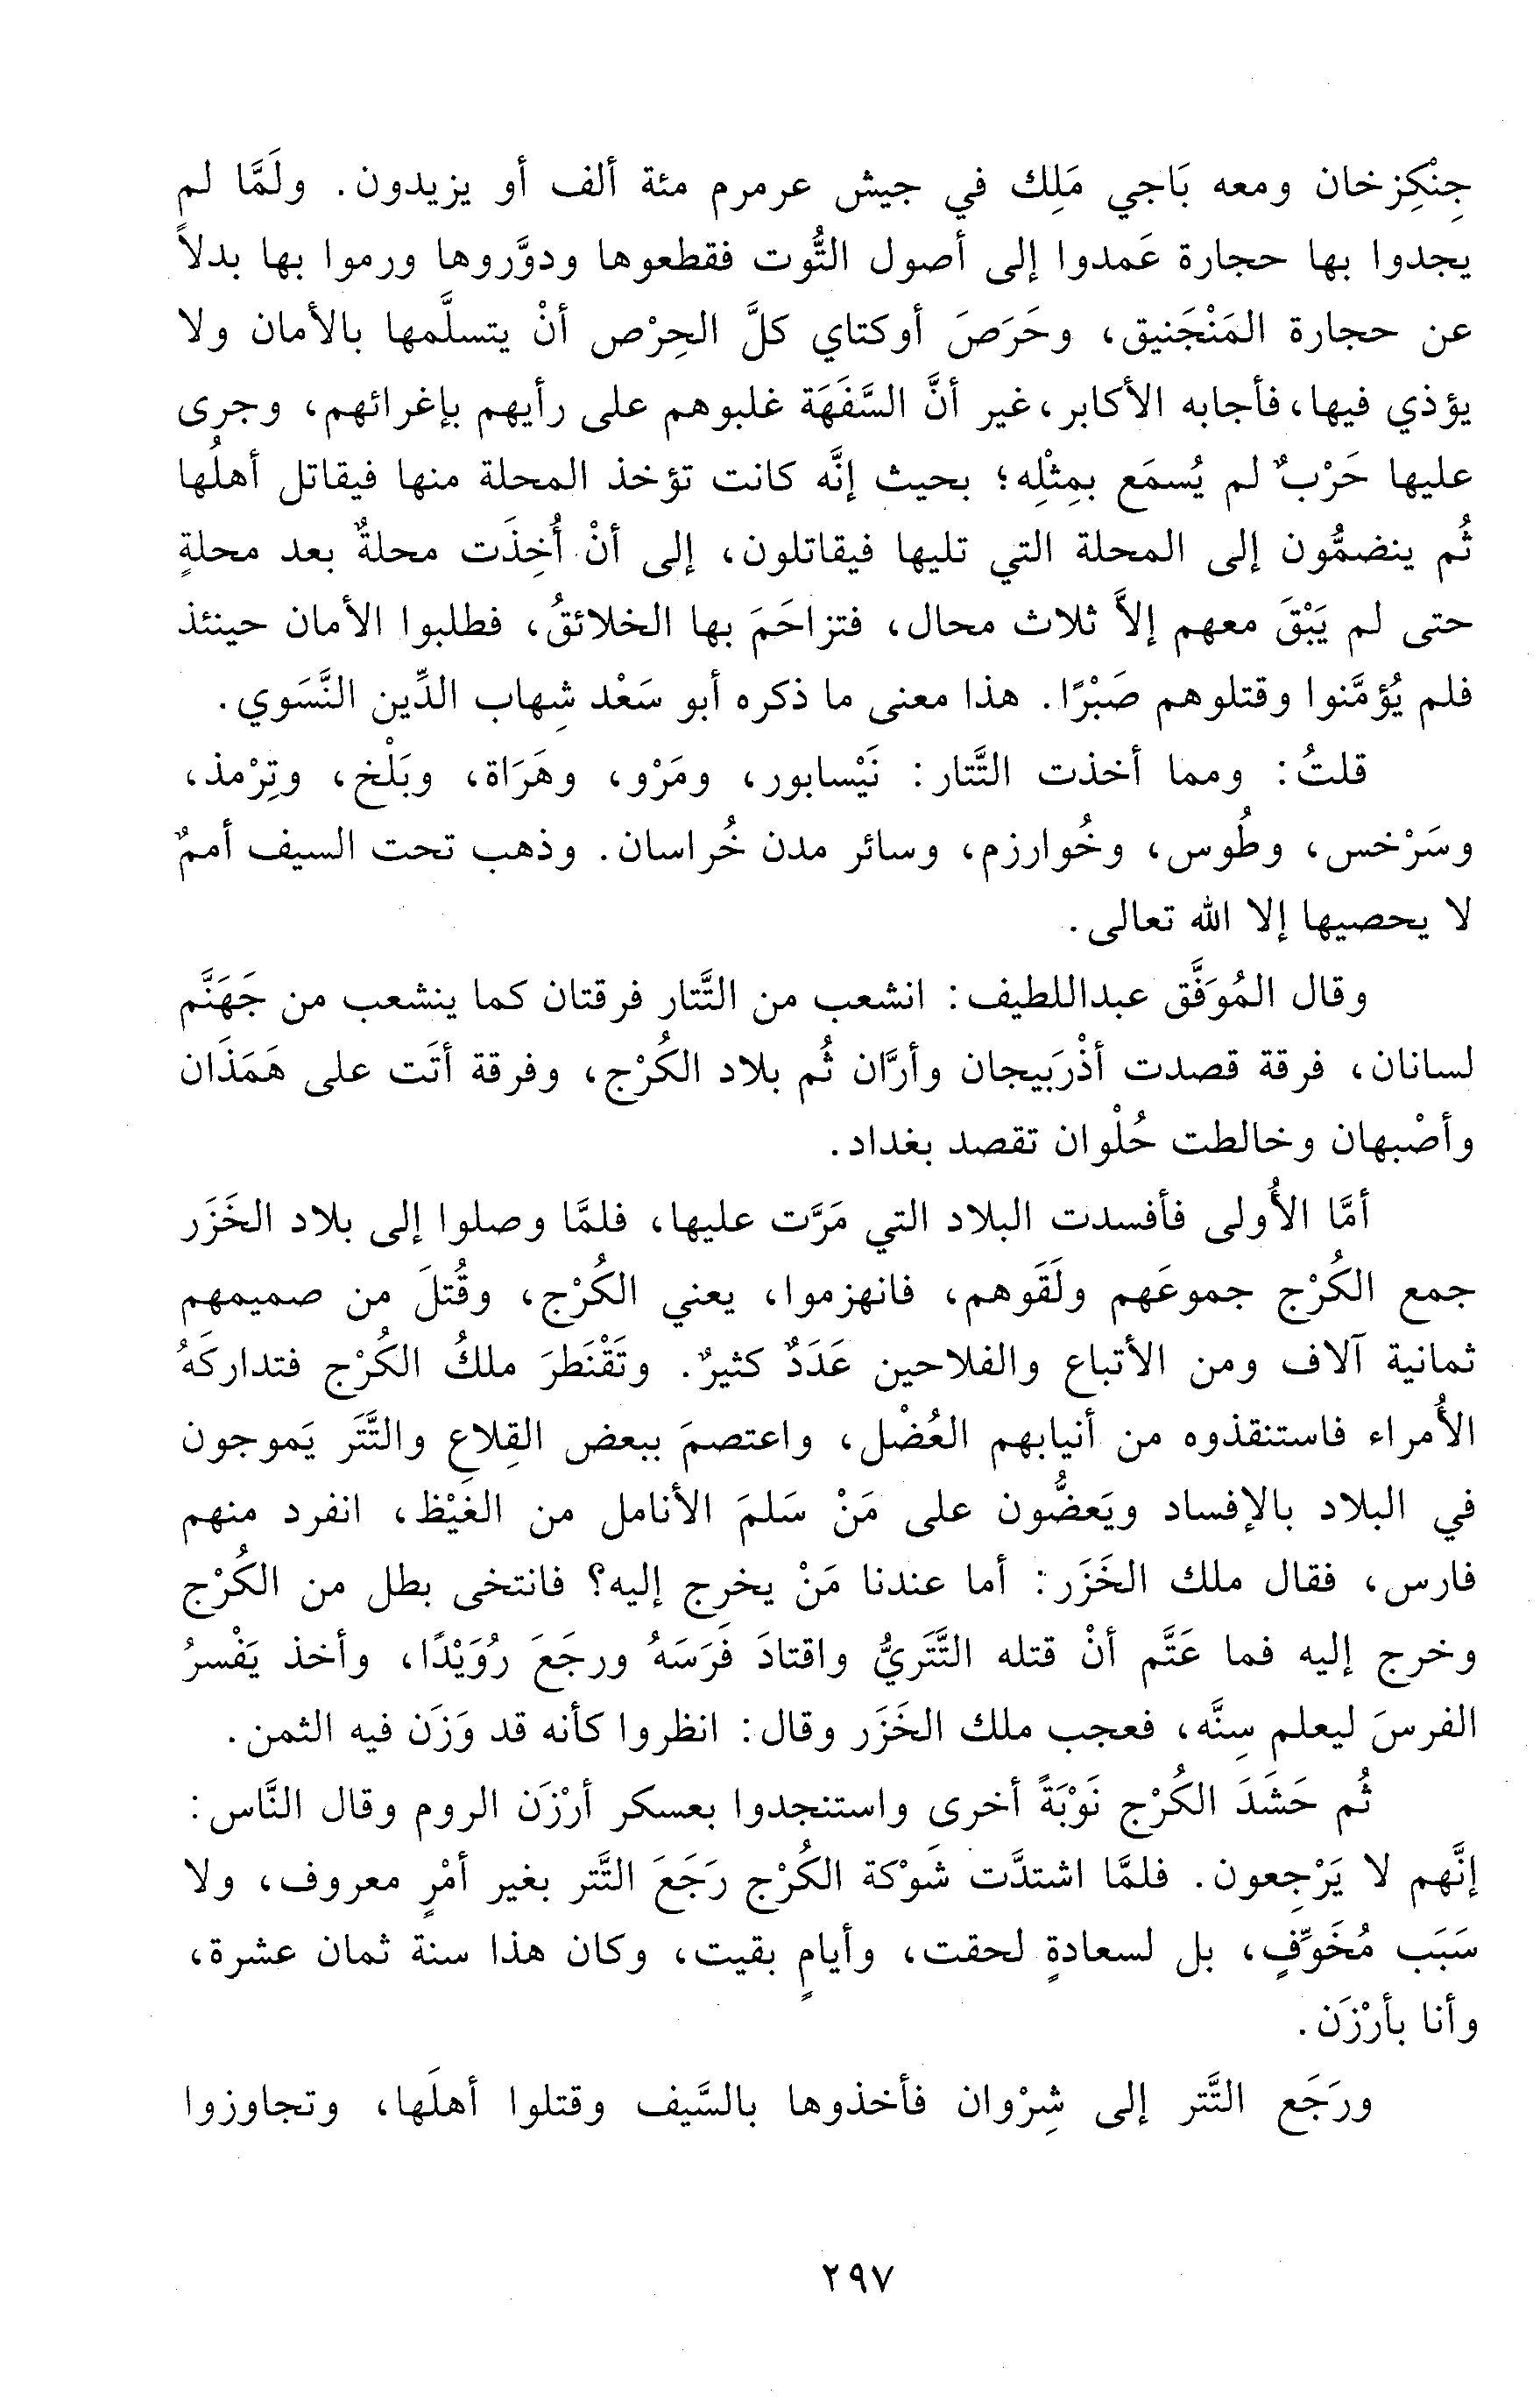 جِنْكِزخان ومعه بَاجي مَلِك في جيش عرمرم مئة ألف أو يزيدون. ولَمَّا لم
يجدوا بها حجارة عَمدوا إلى أصول التُّوت فقطعوها ودوَّروها ورموا بها بدلاً
عن حجارة المَنْجَنيق، وحَرَصَ أوكتاي كلَّ الحِرْص أنْ يتسلَّمها بالأمان ولا
يؤذي فيها، فأجابه الأكابر، غير أنَّ السَّفَهَة غلبوهم على رأيهم بإغرائهم، وجرى
عليها حَرْبٌ لم يُسمَع بمِثْلِه؛ بحيث إنَّه كانت تؤخذ المحلة منها فيقاتل أهلُها
ثُم ينضمُّون إلى المحلة التي تليها فيقاتلون، إلى أنْ أُخِذَت محلةٌ بعد محلةٍ
حتى لم يَبْقَ معهم إلاَّ ثلاث محال، فتزاحَمَ بها الخلائقُ، فطلبوا الأمان حينئذ
فلم يُؤمَّنوا وقتلوهم صَبْرًا. هذا معنى ما ذكره أبو سَعْد شِهاب الدِّين النَّسَوي.
قلتُ: ومما أخذت التَّتار: نَيْسابور، ومَرْو، وهَرَاة، وبَلْخ، وتِرْمذ،
وسَرْخس، وطُوس، وخُوارزم، وسائر مدن خُراسان. وذهب تحت السيف أممٌ
لا يحصيها إلا الله تعالى.
وقال المُوَفَّق عبداللطيف: انشعب من التَّتار فرقتان كما ينشعب من جَهَنَّم
لسانان، فرقة قصدت أذْرَبيجان وأرَّان ثُم بلاد الكُرْج، وفرقة أتَت على هَمَذَان
وأصْبهان وخالطت حُلْوان تقصد بغداد.
أمَّا الأُولى فأفسدت البلاد التي مَرَّت عليها، فلمَّا وصلوا إلى بلاد الخَزَر
جمع الكُرْج جموعَهم ولَقَوهم، فانهزموا، يعني الكُرْج، وقُتلَ من صميمهم
ثمانية آلاف ومن الأتباع والفلاحين عَدَدٌ كثيرٌ. وتَقْنَطرَ ملكُ الكُرْج فتداركَهُ
الأُمراء فاستنقذوه من أنيابهم العُضْل، واعتصمَ ببعض القِلاعِ والتَّتَر يَموجون
في البلاد بالإفساد ويَعضُّون على مَنْ سَلمَ الأنامل من الغَيْظ، انفرد منهم
فارس، فقال ملك الخَزَر: أما عندنا مَنْ يخرج إليه؟ فانتخى بطل من الكُرْج
وخرج إليه فما عَتَّم أنْ قتله التَّتَريُّ واقتادَ فَرَسَهُ ورجَعَ رُوَيْدًا، وأخذ يَفْسرُ
الفرسَ ليعلم سِنَّه، فعجب ملك الخَزَر وقال: انظروا كأنه قد وَزَن فيه الثمن.
ثُم حَشَدَ الكُرْج نَوْبَةً أخرى واستنجدوا بعسكر أرْزَن الروم وقال النَّاس:
إنَّهم لا يَرْجِعون. فلمَّا اشتدَّت شَوْكة الكُرْج رَجَعَ التَّتر بغير أمْرٍ معروف، ولا
سَبَب مُخَوِّفٍ، بل لسعادةٍ لحقت، وأيامٍ بقيت، وكان هذا سنة ثمان عشرة،
وأنا بأرْزَن.
ورَجَع التَّتر إلى شِرْوان فأخذوها بالسَّيف وقتلوا أهلَها، وتجاوزوا
٢٩٧